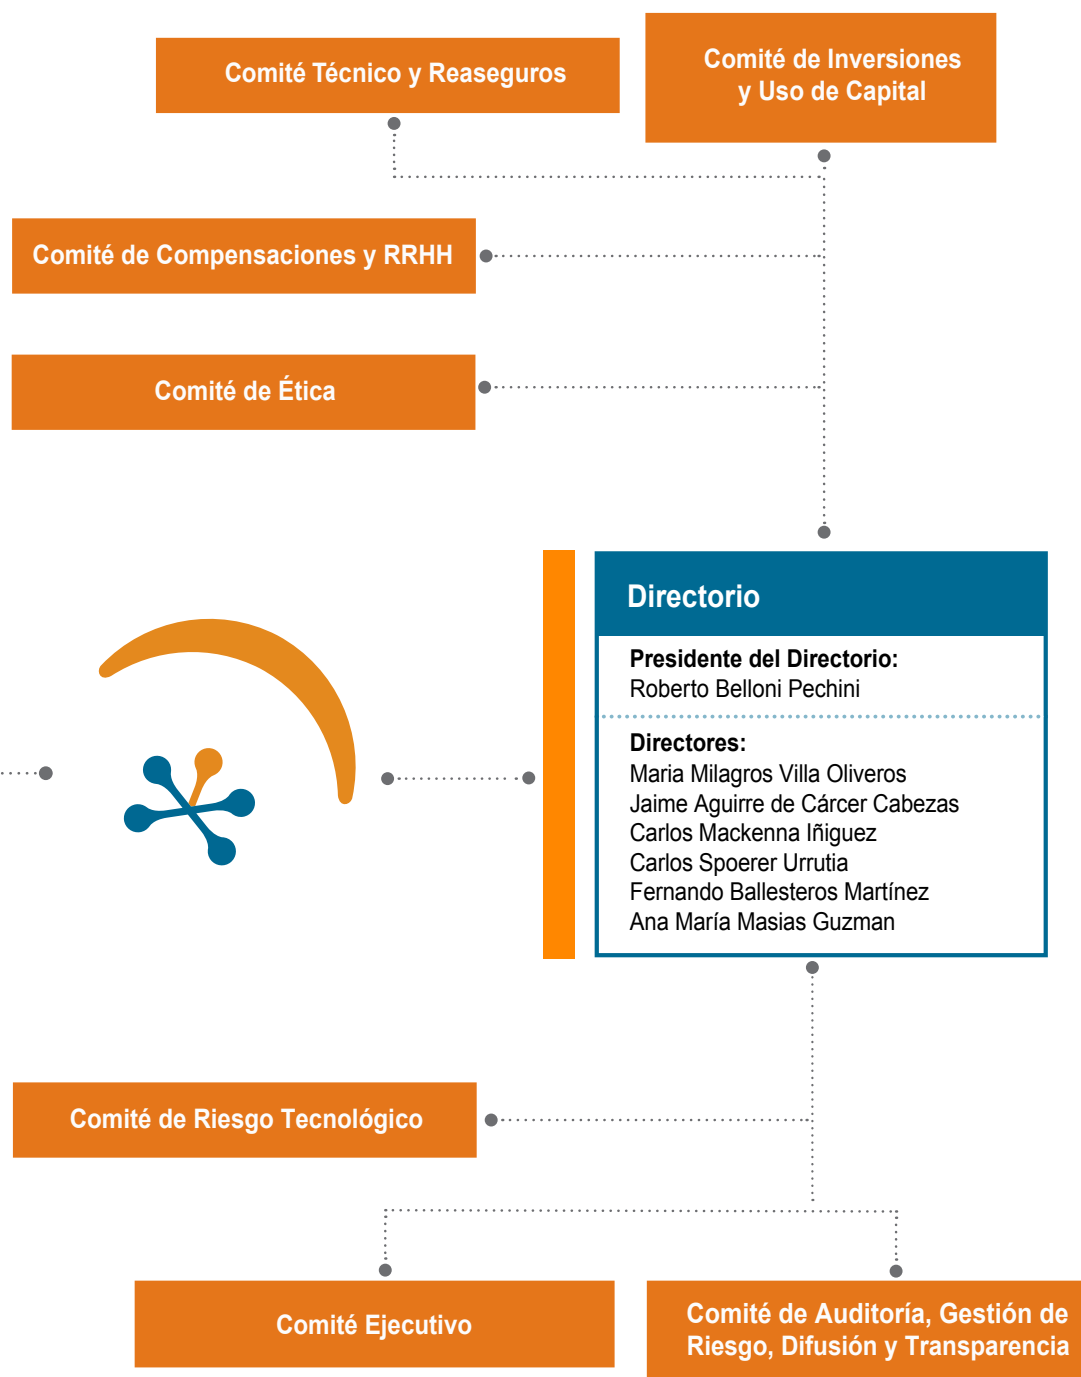 Comité Técnico y Reaseguros
Comité de Inversiones
y Uso de Capital
Comité de Compensaciones y RRHH
Comité de Ética
Directorio
Presidente del Directorio:
Roberto Belloni Pechini
Directores:
Maria Milagros Villa Oliveros
Jaime Aguirre de Cárcer Cabezas
Carlos Mackenna Iñiguez
Carlos Spoerer Urrutia
Fernando Ballesteros Martínez
Ana María Masias Guzman
Comité de Riesgo Tecnológico
Comité Ejecutivo
Comité de Auditoría, Gestión de
Riesgo, Difusión y Transparencia